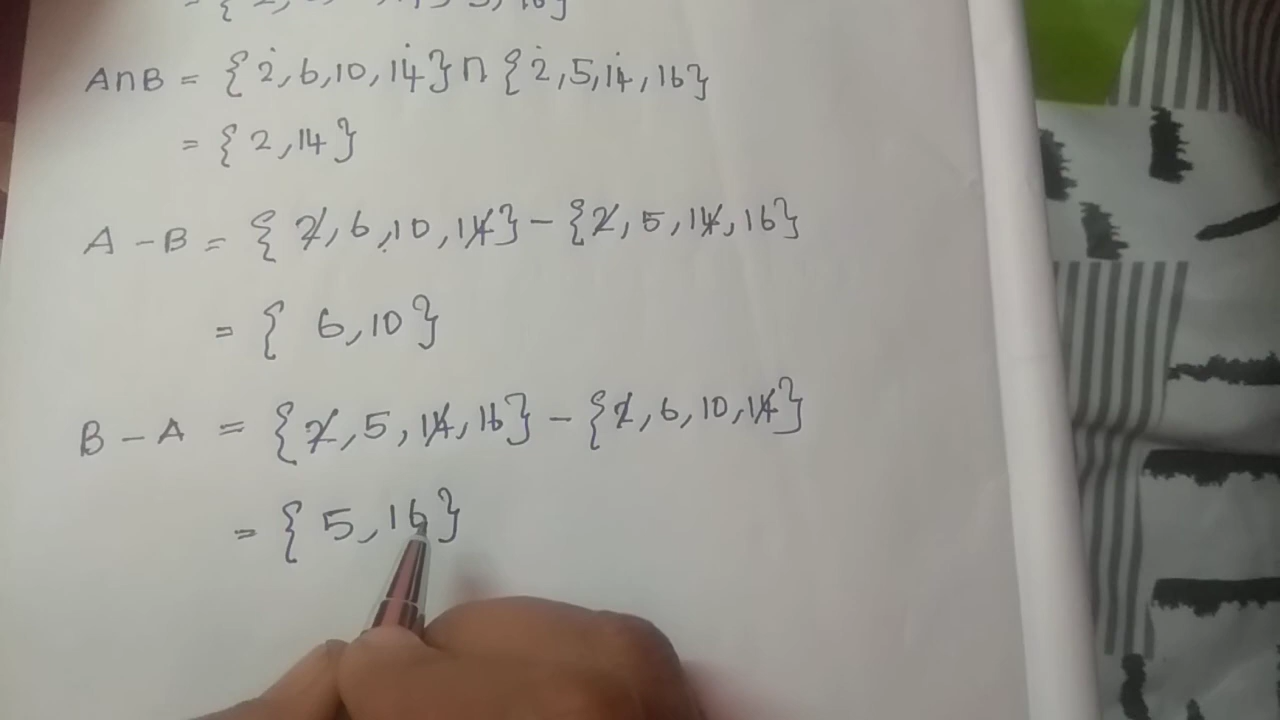 A∩B = {2,6,10,14}∩{2,5,14,16}
= {2,14}
A-B = {2,6,10,14}-{2,5,14,16}
= {6,10}
B-A = {2,5,14,16}-{2,6,10,14}
= {5,16}